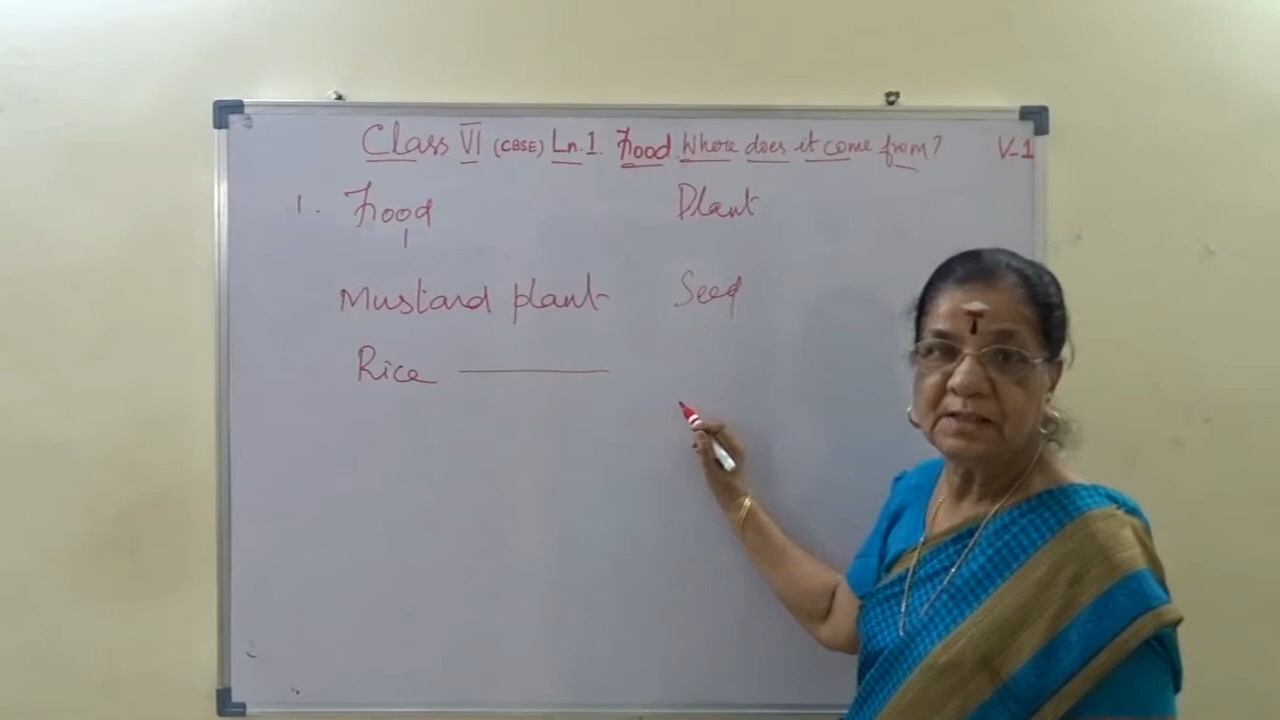 Class VI (CBSE) Ln.1. Food. Where does it come from? V-1
1. Food Plant
Mustard plant Seed
Rice